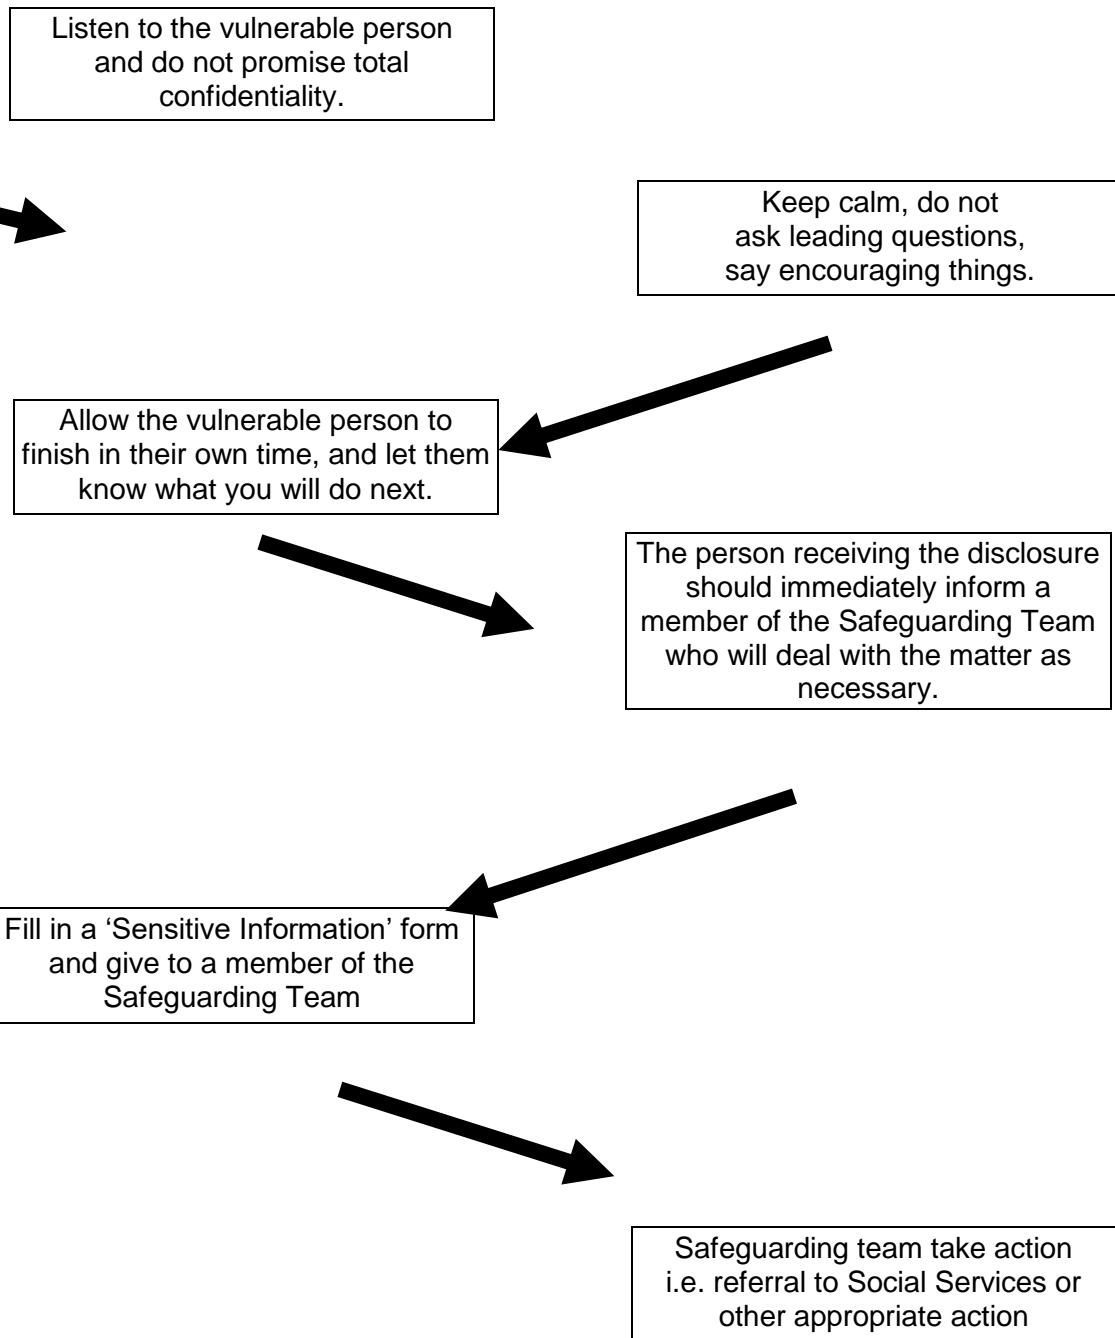 Listen to the vulnerable person
and do not promise total
confidentiality.
Keep calm, do not
ask leading questions,
say encouraging things.
Allow the vulnerable person to
finish in their own time, and let them
know what you will do next.
The person receiving the disclosure
should immediately inform a
member of the Safeguarding Team
who will deal with the matter as
necessary.
Fill in a ‘Sensitive Information’ form
and give to a member of the
Safeguarding Team
Safeguarding team take action
i.e. referral to Social Services or
other appropriate action